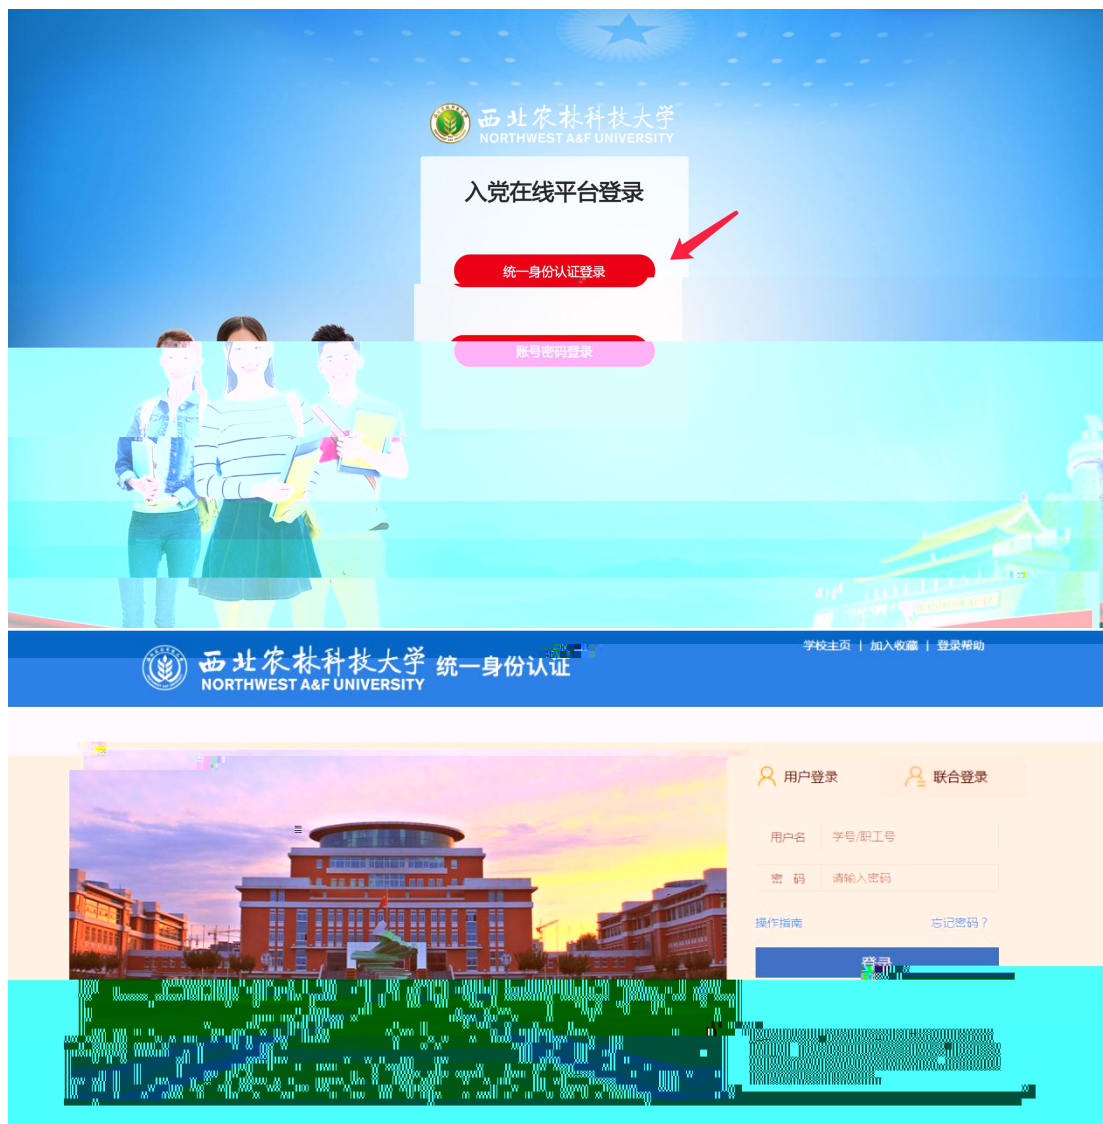 西北农林科技大学
NORTHWEST A&F UNIVERSITY
入党在线平台登录
统一身份认证登录
账号密码登录
学校主页 | 加入收藏 | 登录帮助
西北农林科技大学 统一身份认证
NORTHWEST A&F UNIVERSITY
用户登录 联合登录
用户名 学号/职工号
密 码 请输入密码
操作指南 忘记密码？
登录